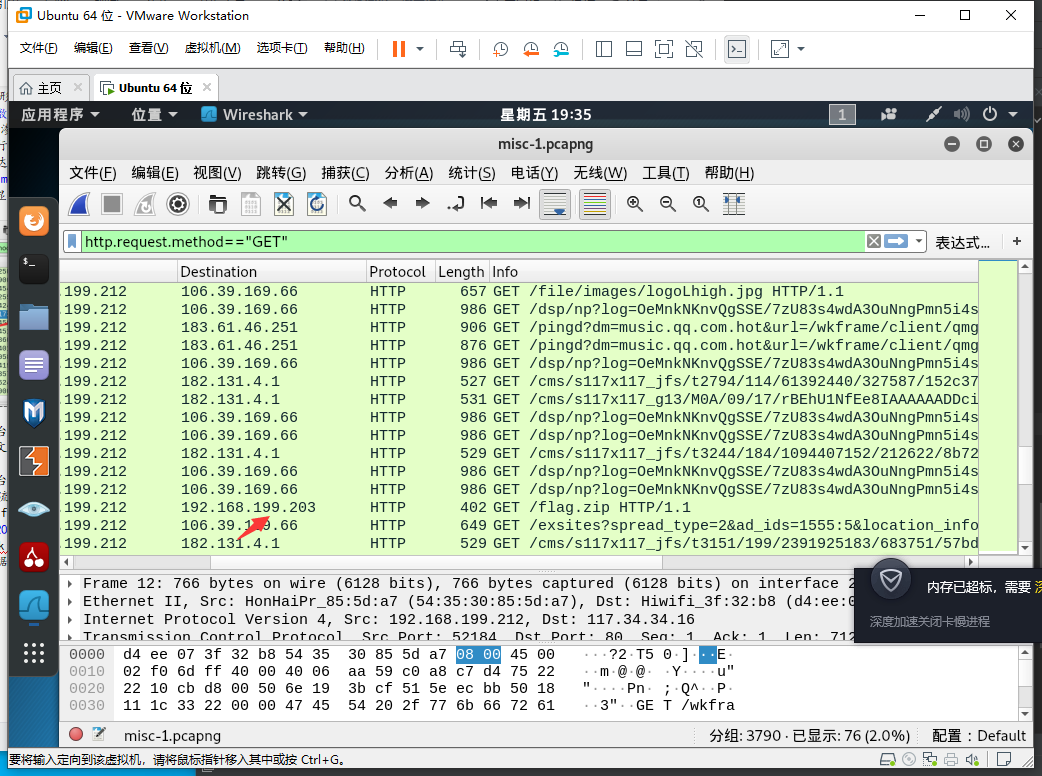 Ubuntu 64 位 - VMware Workstation
文件(F) 编辑(E) 查看(V) 虚拟机(M) 选项卡(T) 帮助(H)
主页 Ubuntu 64 位
应用程序 位置 Wireshark 星期五 19:35 1
misc-1.pcapng
文件(F) 编辑(E) 视图(V) 跳转(G) 捕获(C) 分析(A) 统计(S) 电话(Y) 无线(W) 工具(T) 帮助(H)
http.request.method=="GET" 表达式… +
Destination Protocol Length Info
.199.212 106.39.169.66 HTTP 657 GET /file/images/logoLhigh.jpg HTTP/1.1
.199.212 106.39.169.66 HTTP 986 GET /dsp/np?log=OeMnkNKnvQgSSE/7zU83s4wdA3OuNngPmn5i4s
.199.212 183.61.46.251 HTTP 906 GET /pingd?dm=music.qq.com.hot&url=/wkframe/client/qmg
.199.212 183.61.46.251 HTTP 876 GET /pingd?dm=music.qq.com.hot&url=/wkframe/client/qmg
.199.212 106.39.169.66 HTTP 986 GET /dsp/np?log=OeMnkNKnvQgSSE/7zU83s4wdA3OuNngPmn5i4s
.199.212 182.131.4.1 HTTP 527 GET /cms/s117x117_jfs/t2794/114/61392440/327587/152c37
.199.212 182.131.4.1 HTTP 531 GET /cms/s117x117_g13/M0A/09/17/rBEhU1NfEe8IAAAAAADDci
.199.212 106.39.169.66 HTTP 986 GET /dsp/np?log=OeMnkNKnvQgSSE/7zU83s4wdA3OuNngPmn5i4s
.199.212 106.39.169.66 HTTP 986 GET /dsp/np?log=OeMnkNKnvQgSSE/7zU83s4wdA3OuNngPmn5i4s
.199.212 182.131.4.1 HTTP 529 GET /cms/s117x117_jfs/t3244/184/1094407152/212622/8b72
.199.212 106.39.169.66 HTTP 986 GET /dsp/np?log=OeMnkNKnvQgSSE/7zU83s4wdA3OuNngPmn5i4s
.199.212 106.39.169.66 HTTP 986 GET /dsp/np?log=OeMnkNKnvQgSSE/7zU83s4wdA3OuNngPmn5i4s
.199.212 192.168.199.203 HTTP 402 GET /flag.zip HTTP/1.1
.199.212 106.39.169.66 HTTP 649 GET /exsites?spread_type=2&ad_ids=1555:5&location_info
.199.212 182.131.4.1 HTTP 529 GET /cms/s117x117_jfs/t3151/199/2391925183/683751/57bd
Frame 12: 766 bytes on wire (6128 bits), 766 bytes captured (6128 bits) on interface
Ethernet II, Src: HonHaiPr_85:5d:a7 (54:35:30:85:5d:a7), Dst: Hiwifi_3f:32:b8 (d4:ee:0
Internet Protocol Version 4, Src: 192.168.199.212, Dst: 117.34.34.16
Transmission Control Protocol, Src Port: 52184, Dst Port: 80, Seq: 1, Ack: 1, Len: 712
内存已超标，需要
深度加速关闭卡慢进程
0000 d4 ee 07 3f 32 b8 54 35 30 85 5d a7 08 00 45 00 ···?2·T5 0·]···E·
0010 02 f0 6d ff 40 00 40 06 aa 59 c0 a8 c7 d4 75 22 ··m·@·@· ·Y····u"
0020 22 10 cb d8 00 50 6e 19 3b cf 51 5e ec bb 50 18 "····Pn· ;·Q^··P·
0030 11 1c 33 22 00 00 47 45 54 20 2f 77 6b 66 72 61 ··3"··GE T /wkfra
misc-1.pcapng 分组: 3790 · 已显示: 76 (2.0%) 配置：Default
要将输入定向到该虚拟机，请将鼠标指针移入其中或按 Ctrl+G。